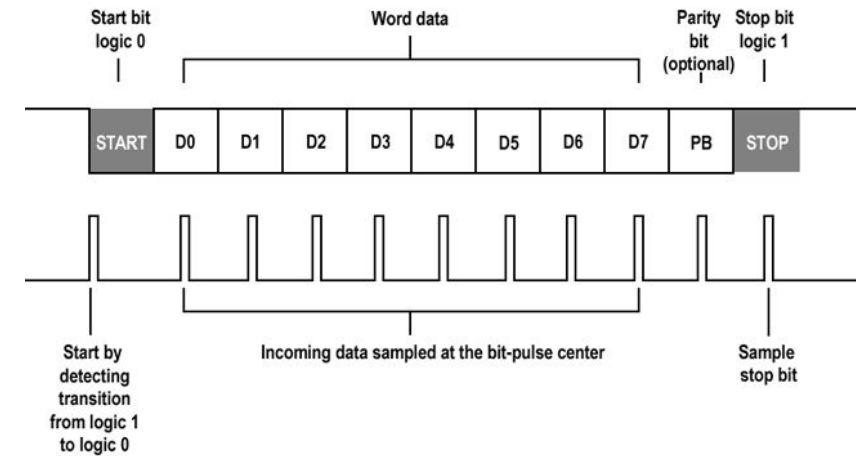 Start bit
logic 0
Word data
Parity
bit
(optional)
Stop bit
logic 1
START D0 D1 D2 D3 D4 D5 D6 D7 PB STOP
Start by
detecting
transition
from logic 1
to logic 0
Incoming data sampled at the bit-pulse center
Sample
stop bit